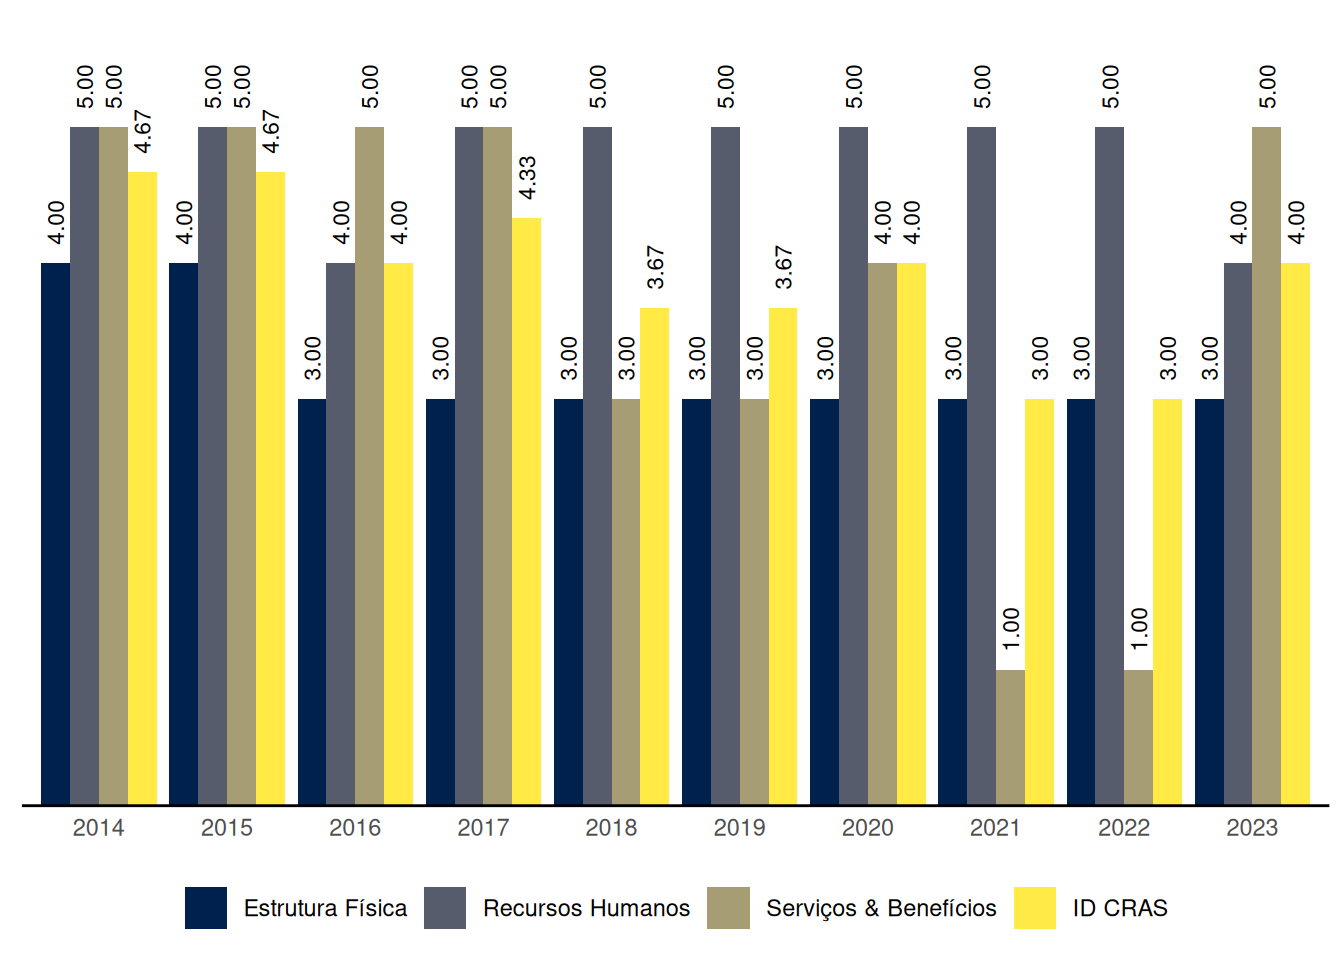 4.00 5.00 5.00 4.67 4.00 5.00 5.00 4.67 3.00 4.00 5.00 4.00 3.00 5.00 5.00 4.33 3.00 5.00 3.00 3.67 3.00 5.00 3.00 3.67 3.00 5.00 4.00 4.00 3.00 5.00 1.00 3.00 3.00 5.00 1.00 3.00 3.00 4.00 5.00 4.00
2014 2015 2016 2017 2018 2019 2020 2021 2022 2023
Estrutura Física Recursos Humanos Serviços & Benefícios ID CRAS